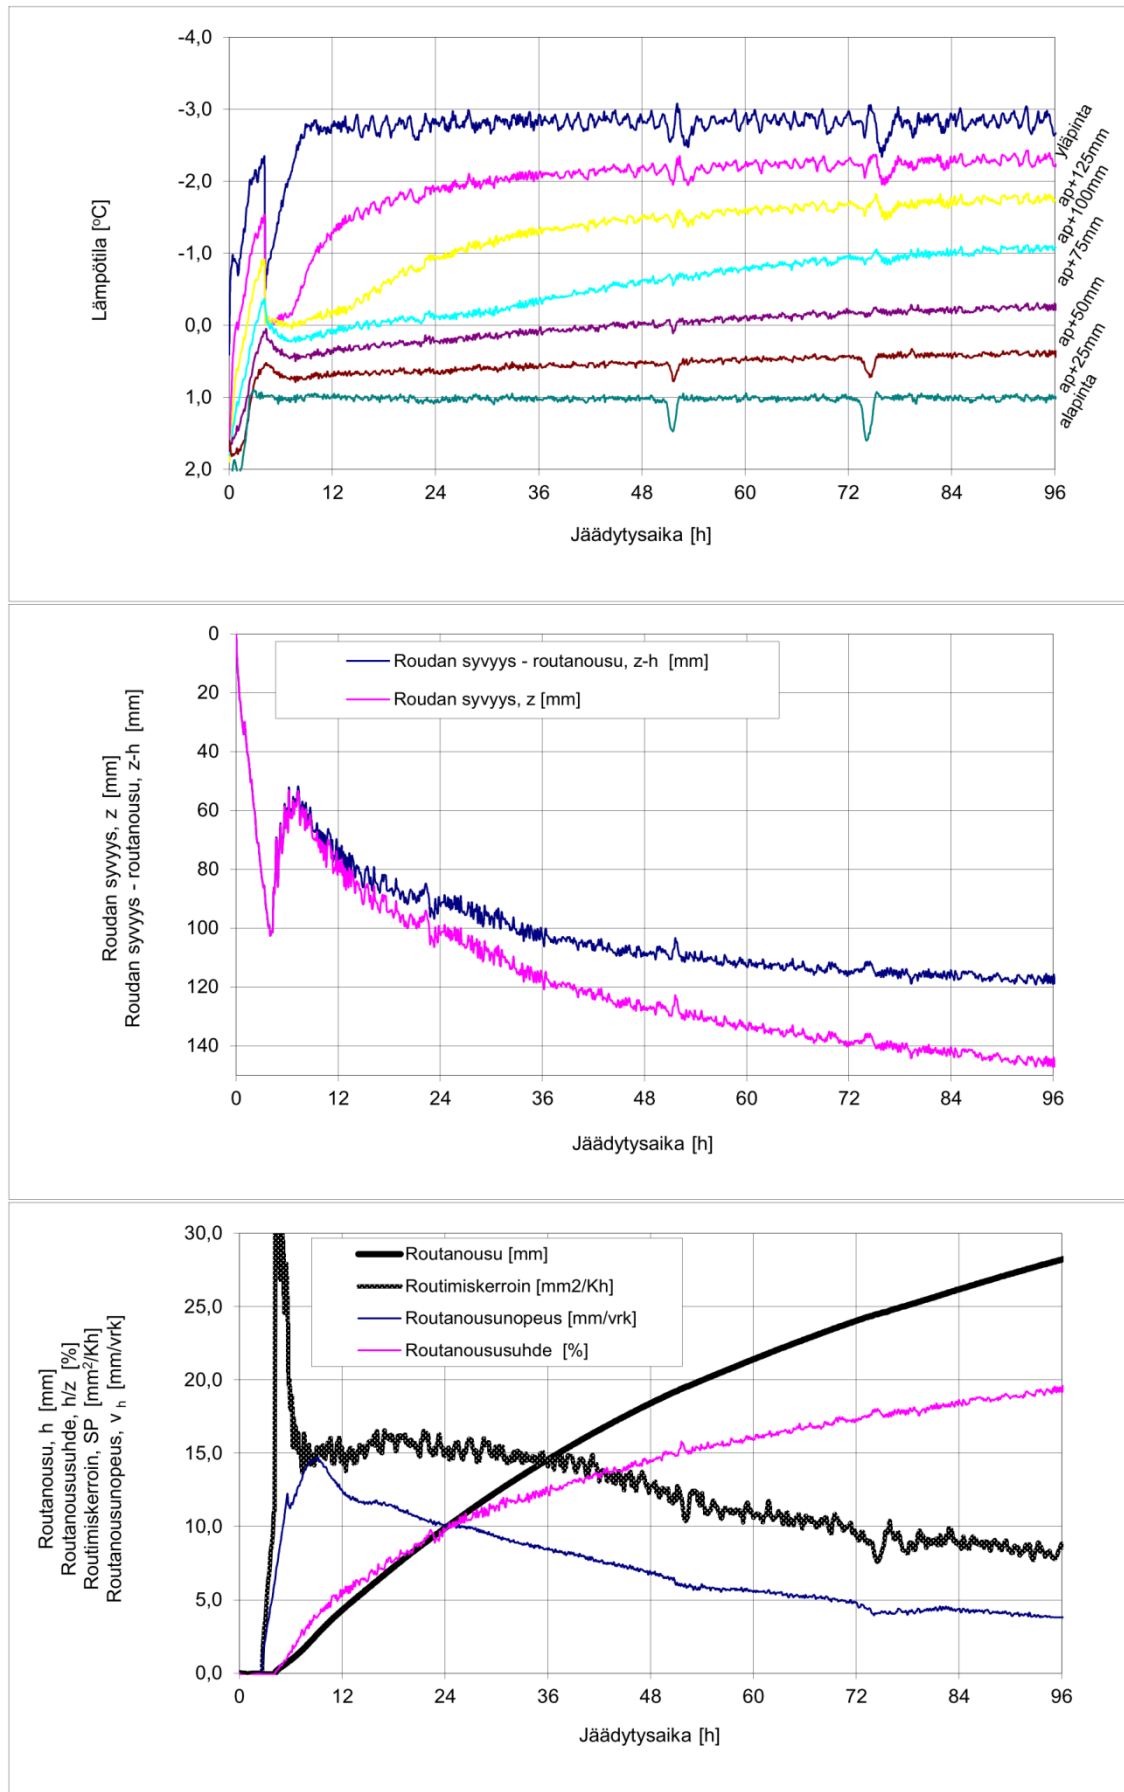 -4,0
-3,0
-2,0
-1,0
0,0
1,0
2,0
Lämpötila [ºC]
0 12 24 36 48 60 72 84 96
Jäädytysaika [h]
yläpinta
ap+125mm
ap+100mm
ap+75mm
ap+50mm
ap+25mm
alapinta
0
20
40
60
80
100
120
140
Roudan syvyys, z [mm]
Roudan syvyys - routanousu, z-h [mm]
Roudan syvyys - routanousu, z-h [mm]
Roudan syvyys, z [mm]
0 12 24 36 48 60 72 84 96
Jäädytysaika [h]
30,0
25,0
20,0
15,0
10,0
5,0
0,0
Routanousu, h [mm]
Routanoususuhde, h/z [%]
Routimiskerroin, SP [mm²/Kh]
Routanousunopeus, v h [mm/vrk]
Routanousu [mm]
Routimiskerroin [mm2/Kh]
Routanousunopeus [mm/vrk]
Routanoususuhde [%]
0 12 24 36 48 60 72 84 96
Jäädytysaika [h]